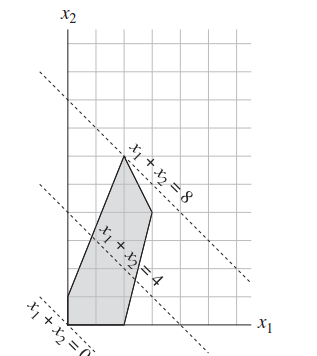 x₂
x₁ + x₂ = 8
x₁ + x₂ = 4
x₁ + x₂ = 0
x₁